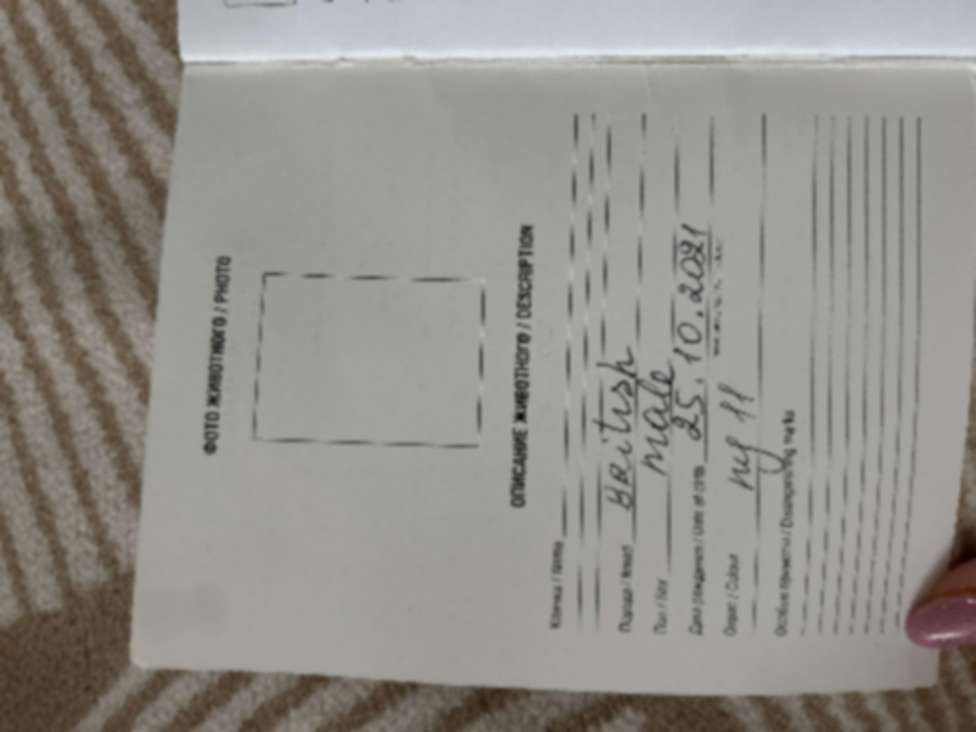 ФОТО ЖИВОТНОГО / PHOTO
ОПИСАНИЕ ЖИВОТНОГО / DESCRIPTION
Кличка / Name
Порода / Breed British
Пол / Sex male
Дата рождения / Date of birth 25.10.2021
Окрас / Colour ny 11
Особые приметы / Discerning marks